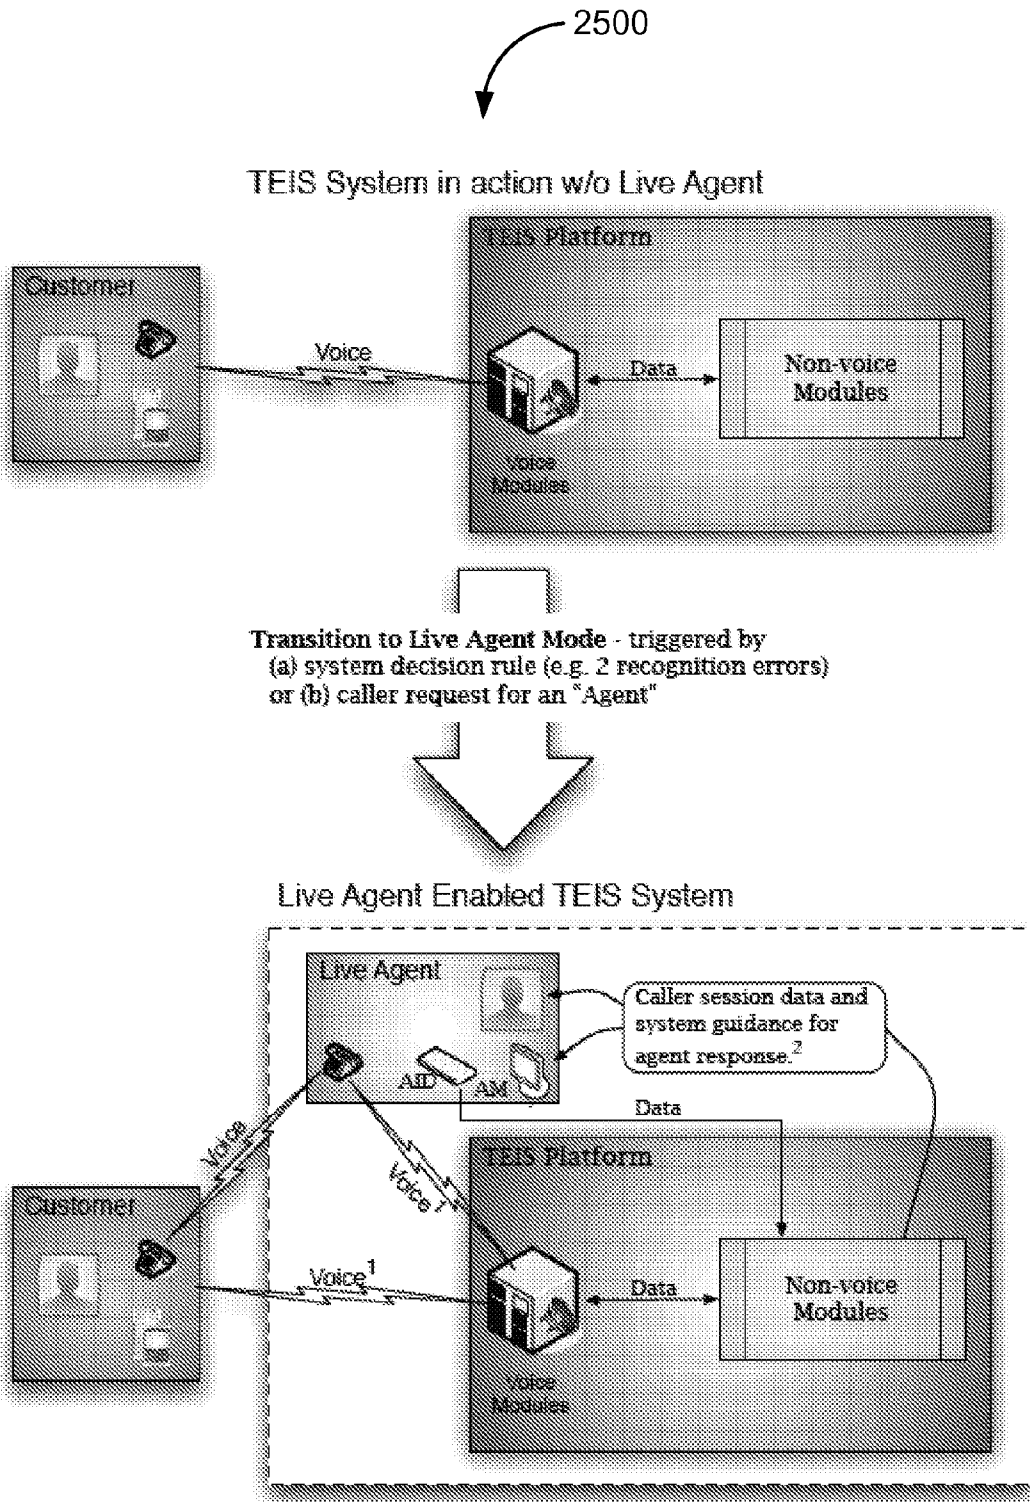 2500
TEIS System in action w/o Live Agent
TEIS Platform
Customer
Voice
Data
Non-voice
Modules
Voice
Modules
Transition to Live Agent Mode - triggered by
(a) system decision rule (e.g. 2 recognition errors)
or (b) caller request for an "Agent"
Live Agent Enabled TEIS System
Live Agent
Caller session data and
system guidance for
agent response.2
AID
AM
Data
Voice
Voice 1
TEIS Platform
Customer
Voice1
Data
Non-voice
Modules
Voice
Modules